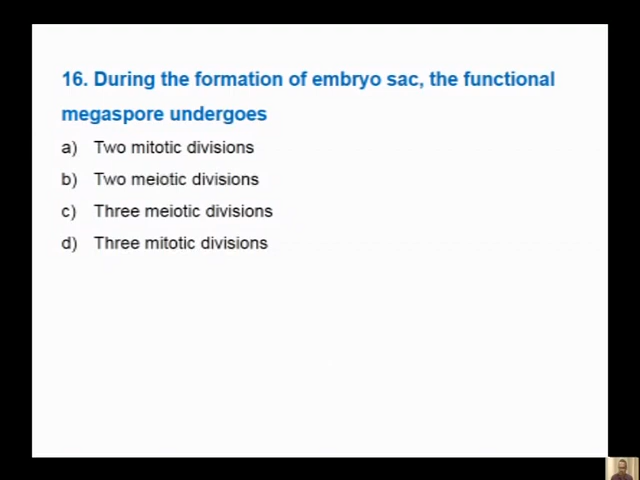 16. During the formation of embryo sac, the functional
megaspore undergoes
a) Two mitotic divisions
b) Two meiotic divisions
c) Three meiotic divisions
d) Three mitotic divisions